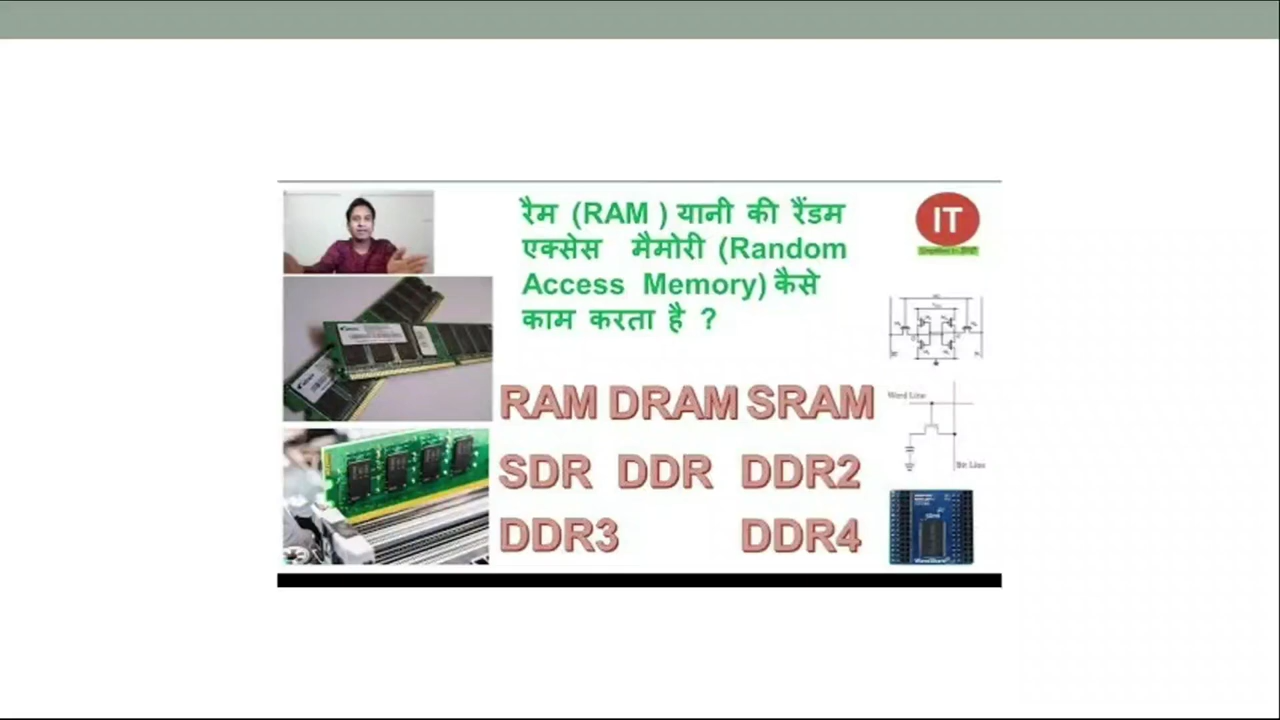 रैम (RAM ) यानी की रैंडम
एक्सेस मैमोरी (Random
Access Memory) कैसे
काम करता है ?
IT
RAM DRAM SRAM
SDR DDR DDR2
DDR3 DDR4
Word Line
Bit Line